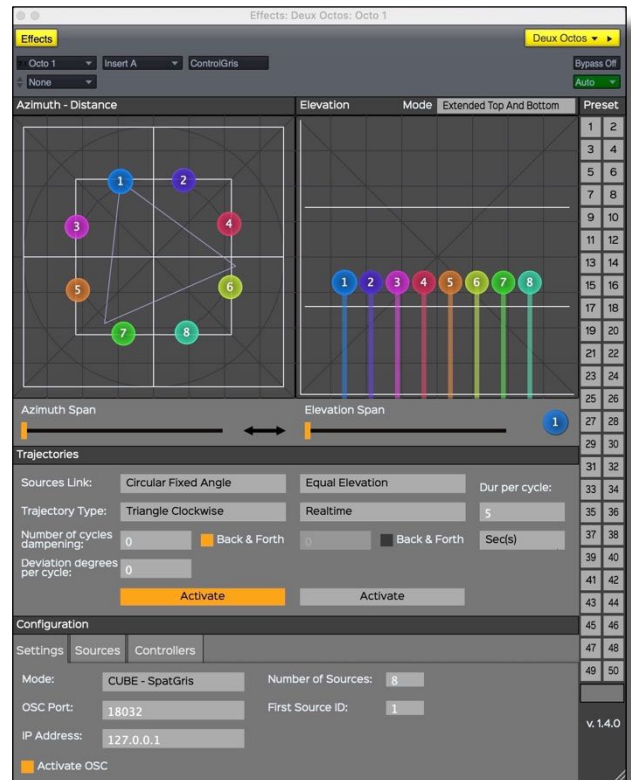 Effects: Deux Octos: Octo 1
Effects
Deux Octos
Octo 1
Insert A
ControlGris
Bypass Off
None
Auto
Azimuth - Distance
Elevation
Mode
Extended Top And Bottom
Preset
1
2
3
4
5
6
7
8
1 2 3 4 5 6 7 8
1 2
3 4
5 6
7 8
9 10
11 12
13 14
15 16
17 18
19 20
21 22
23 24
25 26
27 28
29 30
31 32
33 34
35 36
37 38
39 40
41 42
43 44
45 46
47 48
49 50
v. 1.4.0
Azimuth Span
Elevation Span
1
Trajectories
Sources Link:
Circular Fixed Angle
Equal Elevation
Dur per cycle:
Trajectory Type:
Triangle Clockwise
Realtime
5
Number of cycles
dampening:
0
Back & Forth
0
Back & Forth
Sec(s)
Deviation degrees
per cycle:
0
Activate
Activate
Configuration
Settings
Sources
Controllers
Mode:
CUBE - SpatGris
Number of Sources:
8
OSC Port:
18032
First Source ID:
1
IP Address:
127.0.0.1
Activate OSC